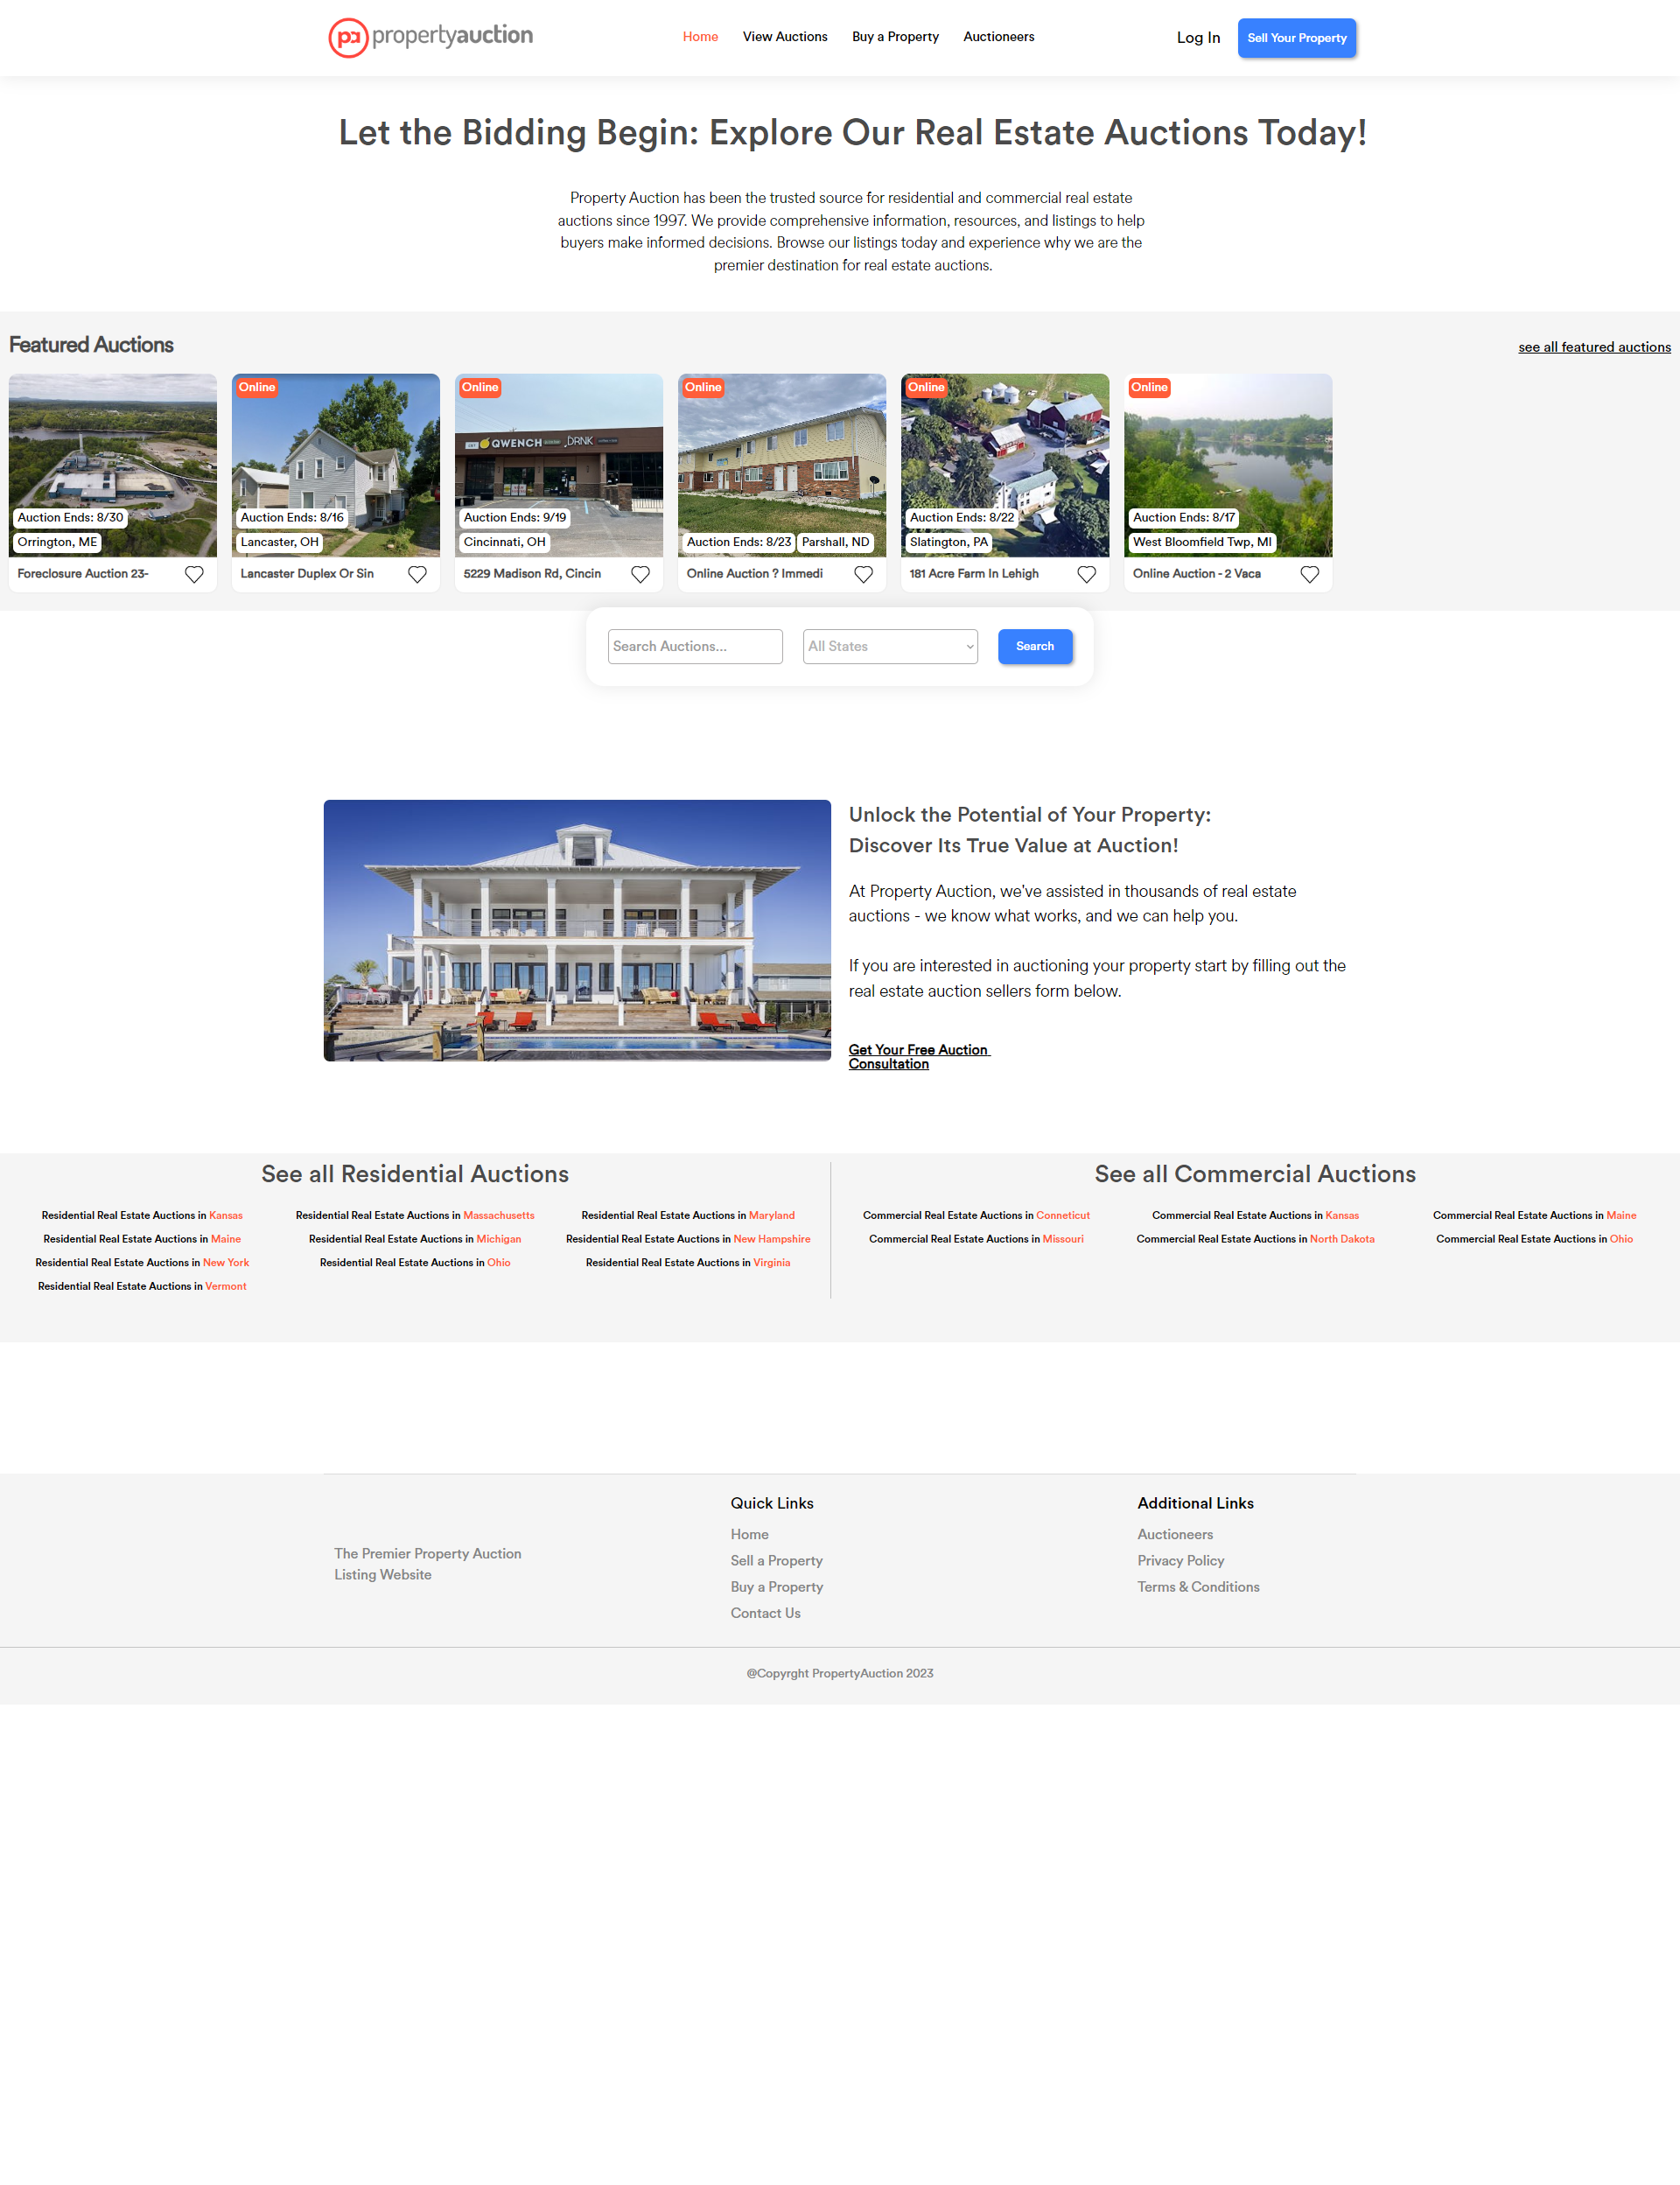 pa propertyauction
Home View Auctions Buy a Property Auctioneers
Log In Sell Your Property
Let the Bidding Begin: Explore Our Real Estate Auctions Today!
Property Auction has been the trusted source for residential and commercial real estate
auctions since 1997. We provide comprehensive information, resources, and listings to help
buyers make informed decisions. Browse our listings today and experience why we are the
premier destination for real estate auctions.
Featured Auctions
see all featured auctions
Auction Ends: 8/30
Orrington, ME
Foreclosure Auction 23-
Online
Auction Ends: 8/16
Lancaster, OH
Lancaster Duplex Or Sin
Online
QWENCH DRNK
Auction Ends: 9/19
Cincinnati, OH
5229 Madison Rd, Cincin
Online
Auction Ends: 8/23 Parshall, ND
Online Auction ? Immedi
Online
Auction Ends: 8/22
Slatington, PA
181 Acre Farm In Lehigh
Online
Auction Ends: 8/17
West Bloomfield Twp, MI
Online Auction - 2 Vaca
Search Auctions... All States Search
Unlock the Potential of Your Property:
Discover Its True Value at Auction!
At Property Auction, we've assisted in thousands of real estate
auctions - we know what works, and we can help you.
If you are interested in auctioning your property start by filling out the
real estate auction sellers form below.
Get Your Free Auction
Consultation
See all Residential Auctions
Residential Real Estate Auctions in Kansas Residential Real Estate Auctions in Massachusetts Residential Real Estate Auctions in Maryland
Residential Real Estate Auctions in Maine Residential Real Estate Auctions in Michigan Residential Real Estate Auctions in New Hampshire
Residential Real Estate Auctions in New York Residential Real Estate Auctions in Ohio Residential Real Estate Auctions in Virginia
Residential Real Estate Auctions in Vermont
See all Commercial Auctions
Commercial Real Estate Auctions in Conneticut Commercial Real Estate Auctions in Kansas Commercial Real Estate Auctions in Maine
Commercial Real Estate Auctions in Missouri Commercial Real Estate Auctions in North Dakota Commercial Real Estate Auctions in Ohio
The Premier Property Auction
Listing Website
Quick Links
Home
Sell a Property
Buy a Property
Contact Us
Additional Links
Auctioneers
Privacy Policy
Terms & Conditions
@Copyrght PropertyAuction 2023